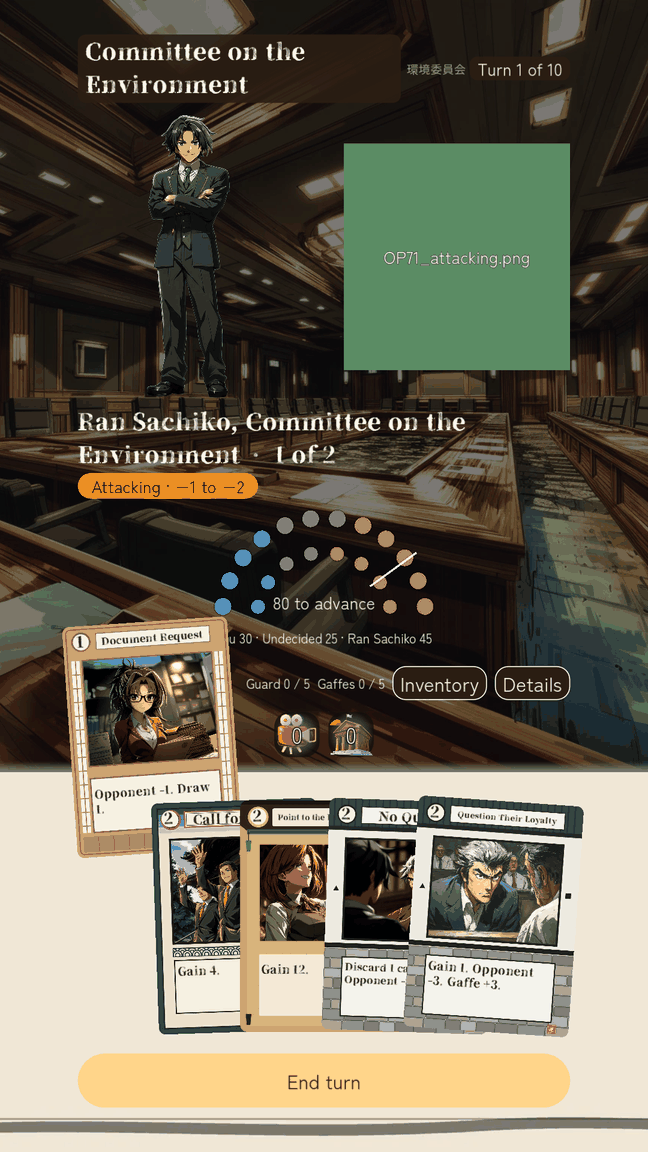 Committee on the
Environment
環境委員会
Turn 1 of 10
OP71_attacking.png
Ran Sachiko, Committee on the
Environment · 1 of 2
Attacking · −1 to −2
80 to advance
30 · Undecided 25 · Ran Sachiko 45
Guard 0 / 5 Gaffes 0 / 5
Inventory
Details
0
0
1
Document Request
Opponent -1. Draw
1.
2
Call
Gain 4.
2
Point to the
Gain 12.
2
No
Discard 1
Opponent
2
Question Their Loyalty
Gain 1. Opponent
-3. Gaffe +3.
End turn